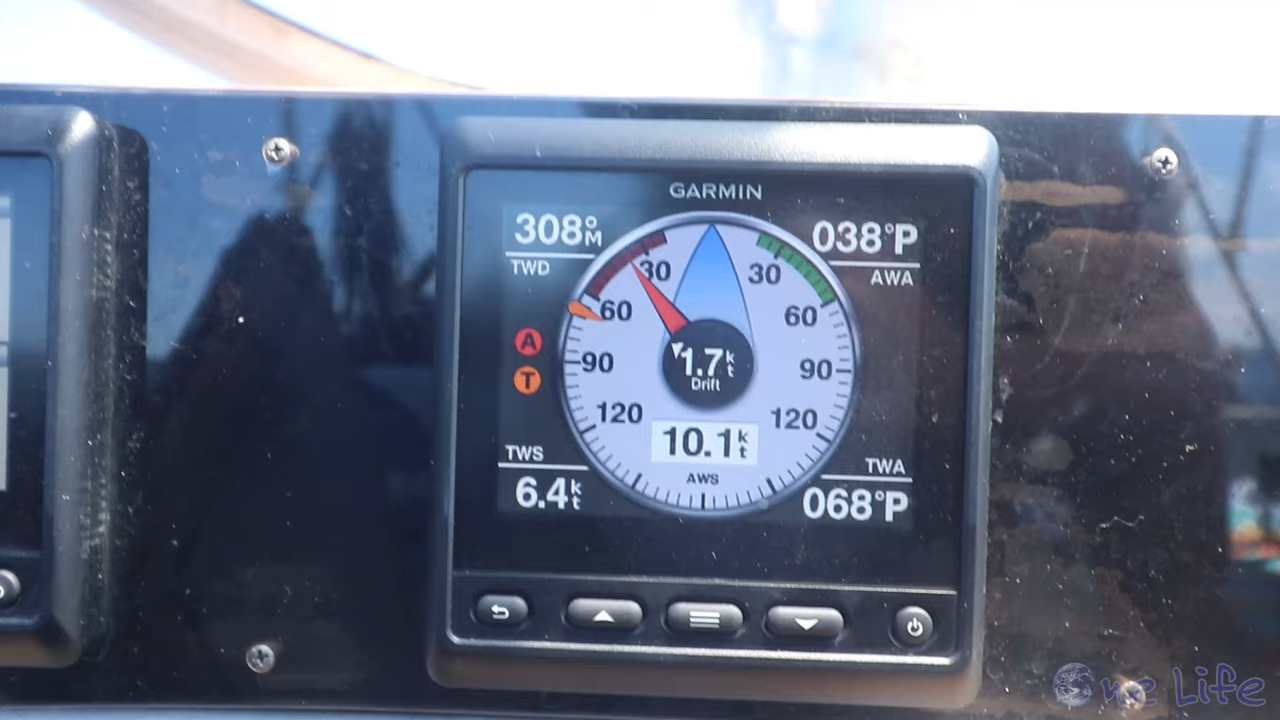 GARMIN
308°M
TWD
038°P
AWA
30
30
60
60
A
90
90
T
1.7kt
Drift
120
120
10.1kt
AWS
TWS
6.4kt
TWA
068°P
One Life